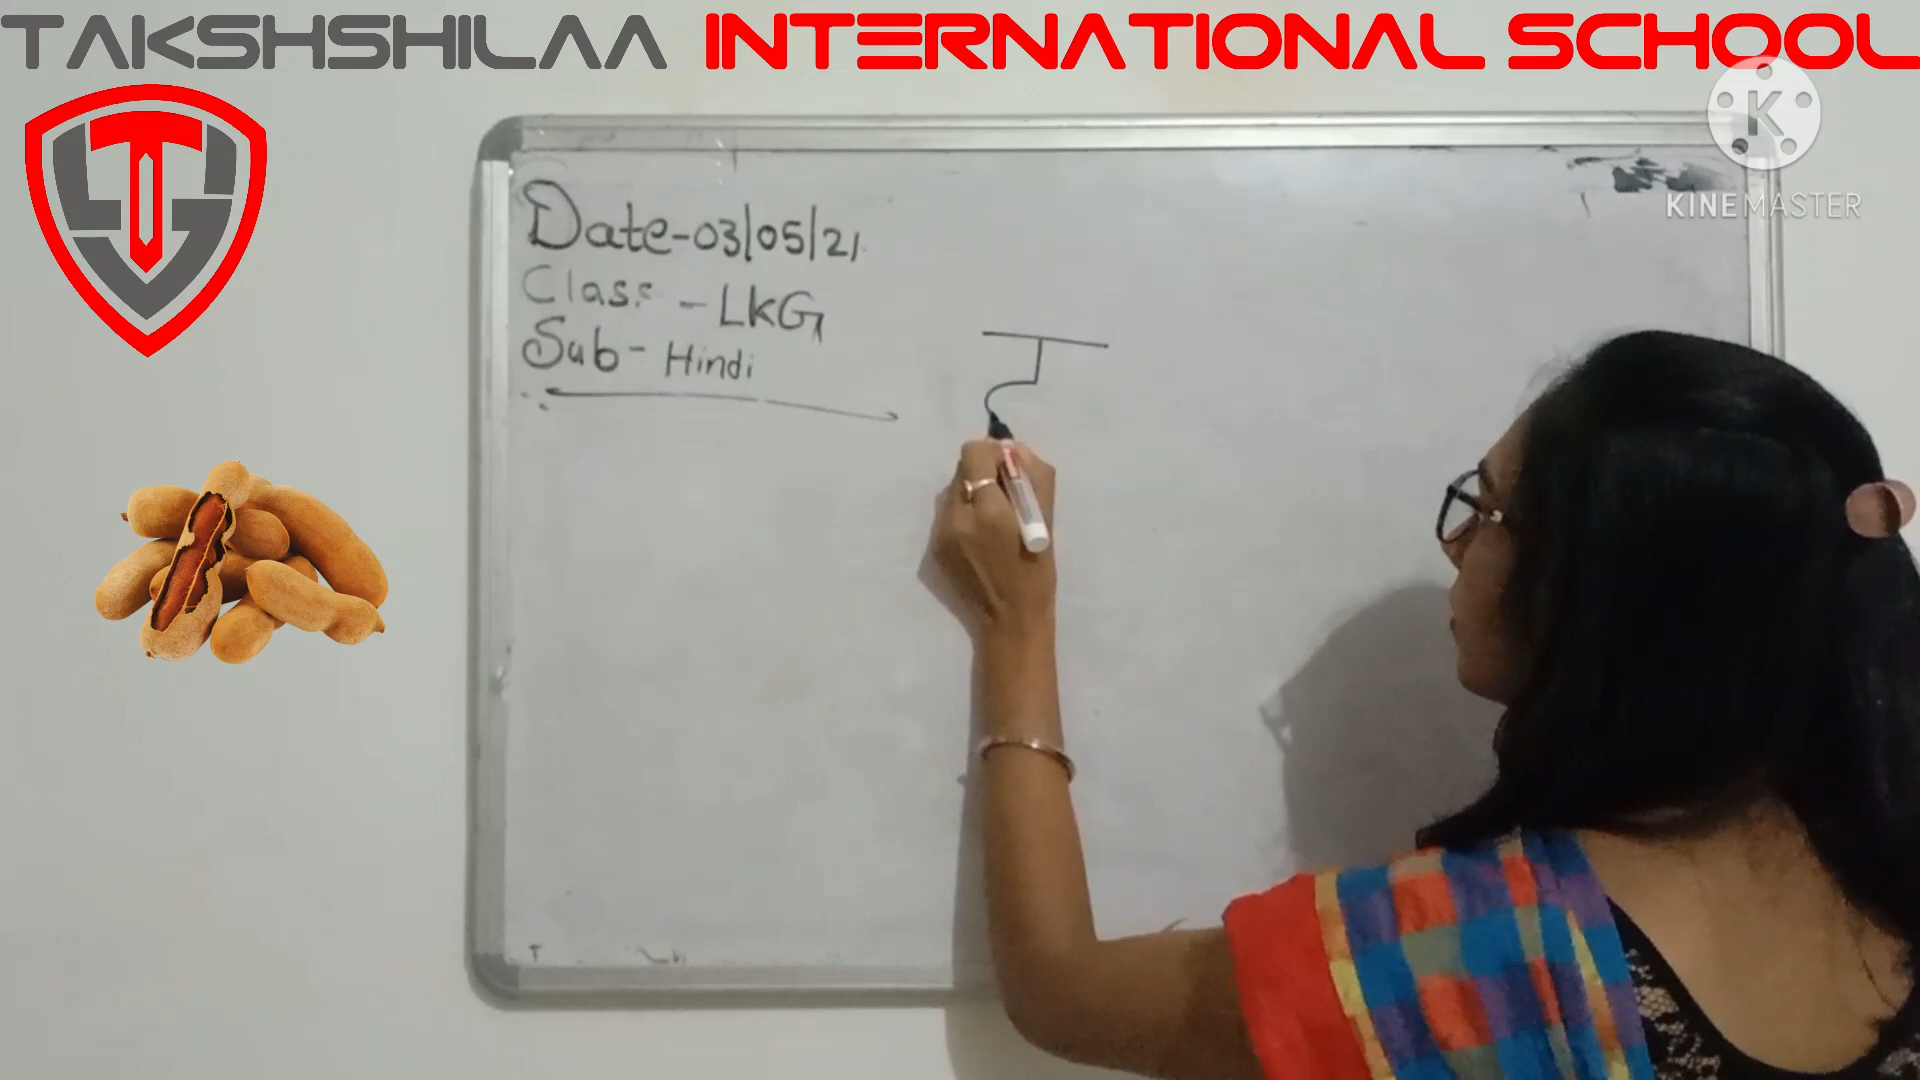 TAKSHSHILAA INTERNATIONAL SCHOOL
K
KINEMASTER
Date-03/05/21
Class - LKG
Sub- Hindi